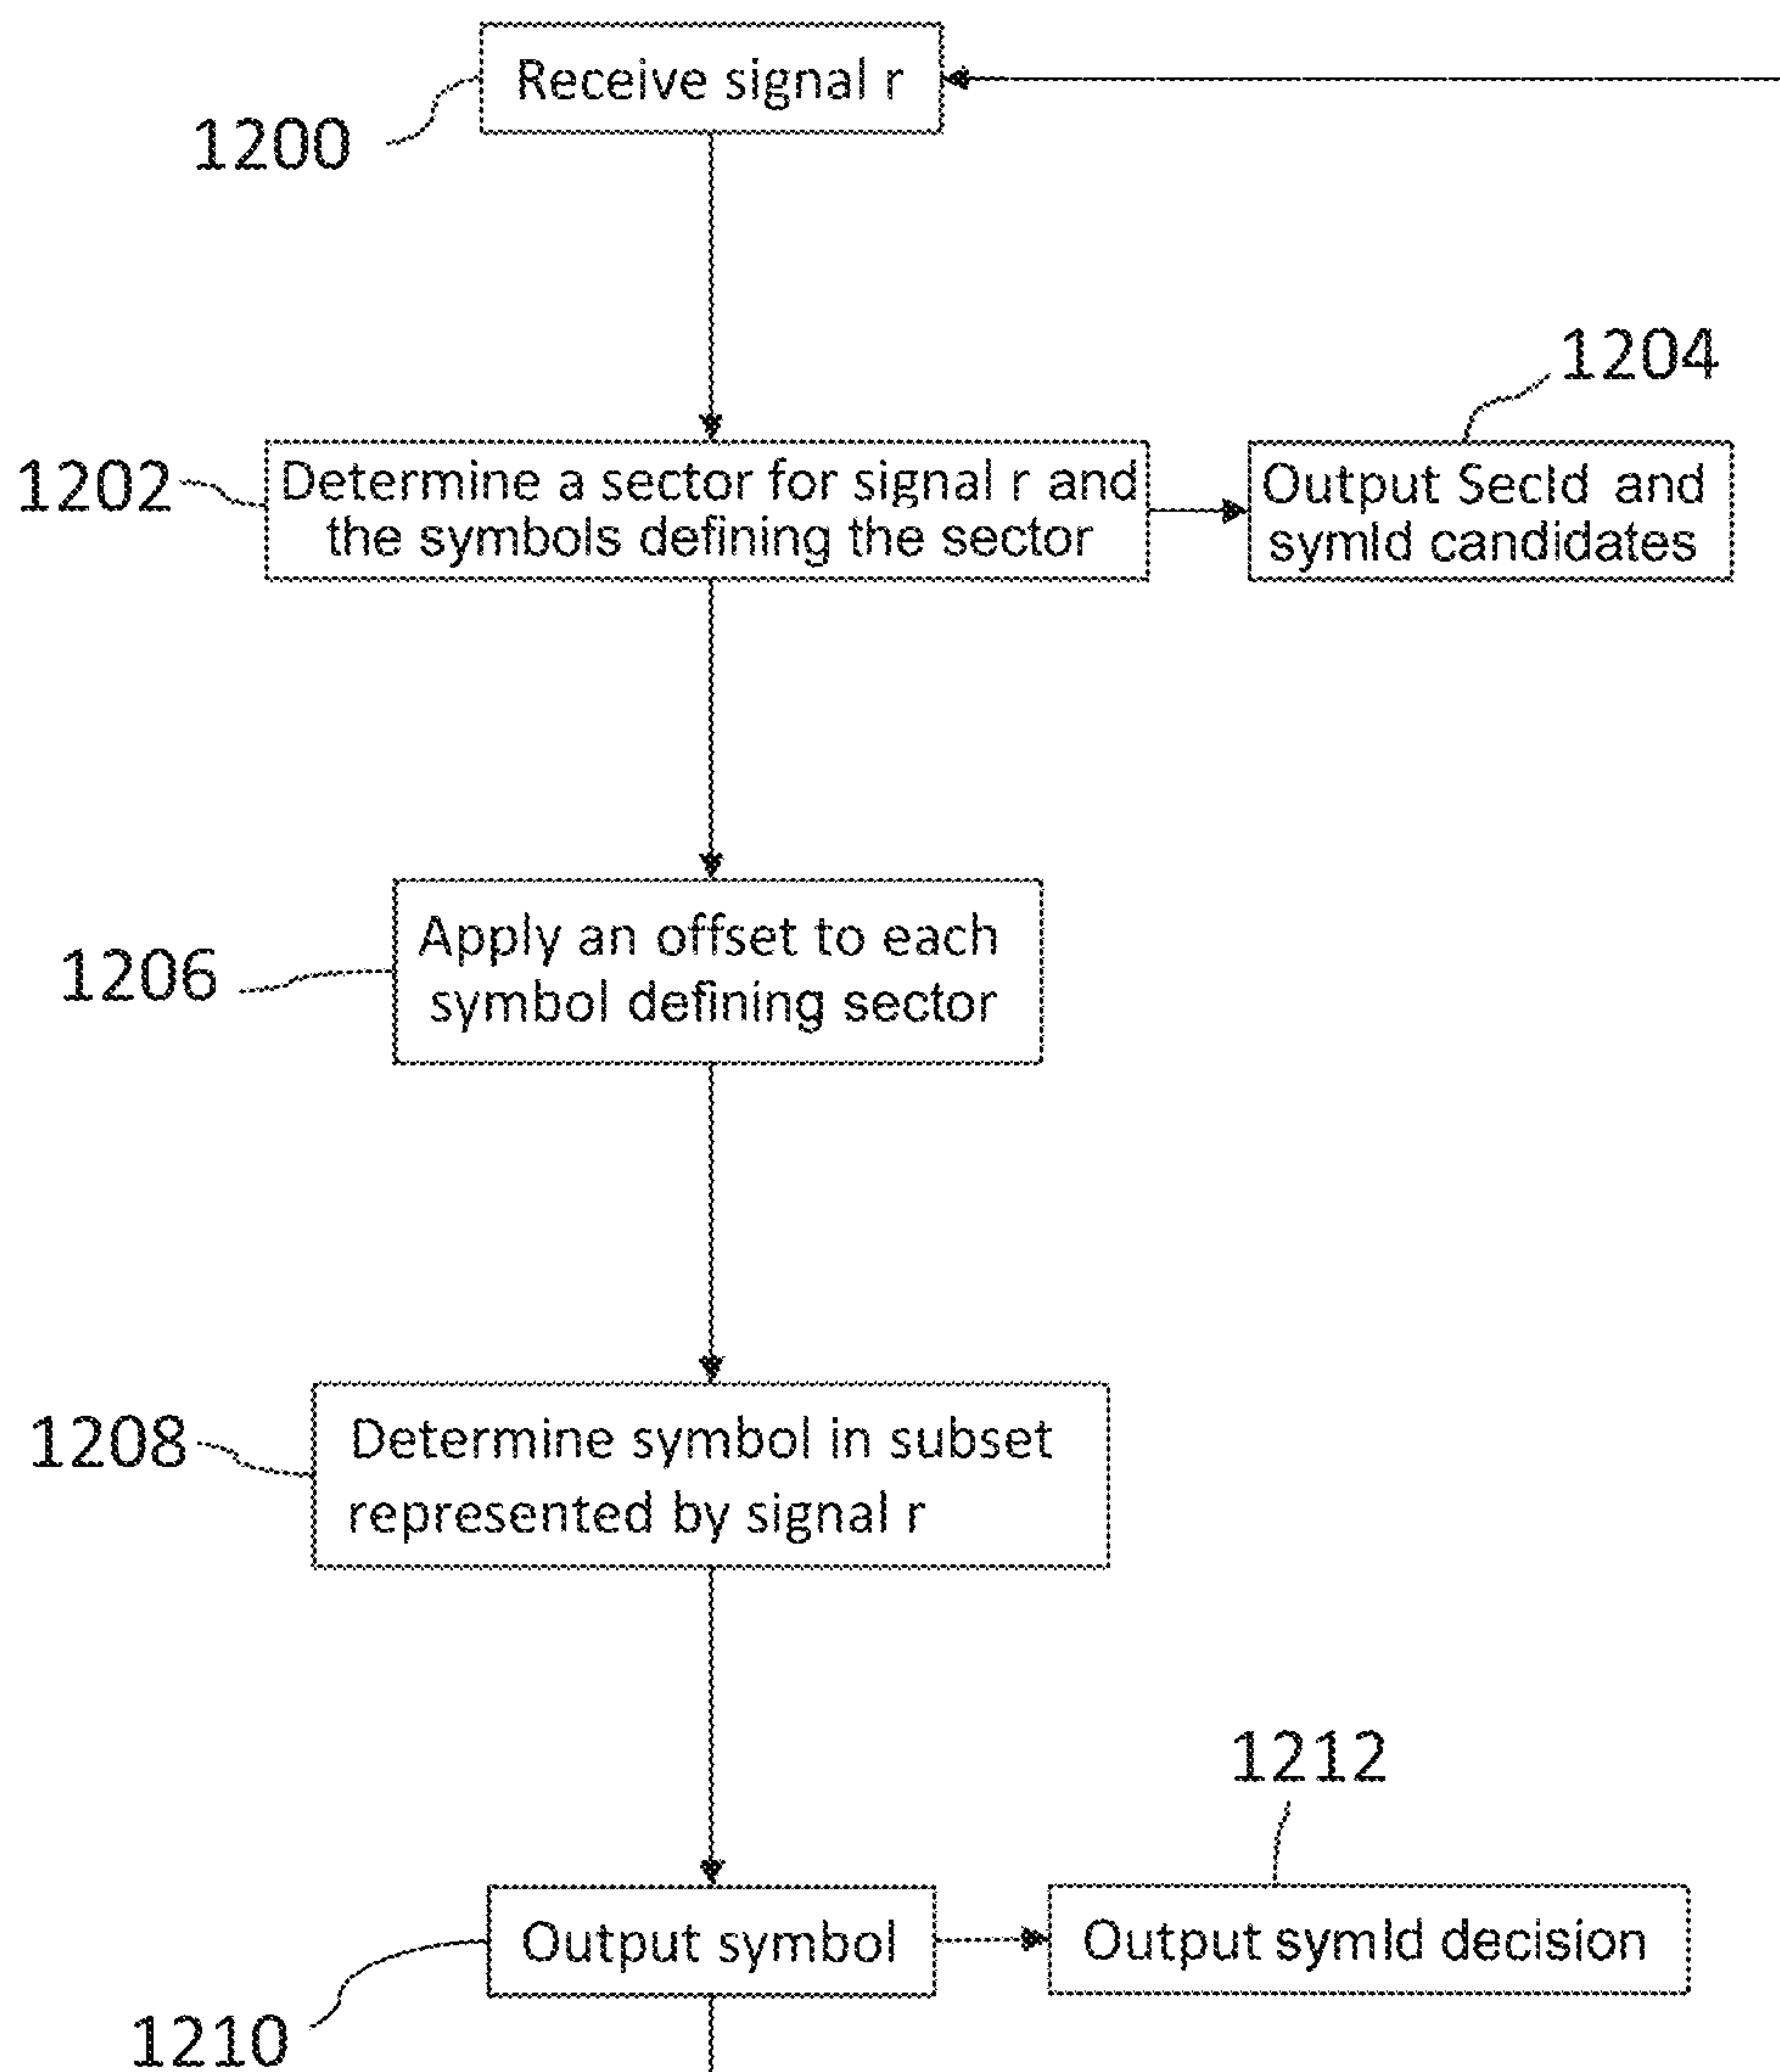 Receive signal r
1200
1204
1202
Determine a sector for signal r and
the symbols defining the sector
Output SecId and
symId candidates
1206
Apply an offset to each
symbol defining sector
1208
Determine symbol in subset
represented by signal r
1212
Output symbol
Output symId decision
1210